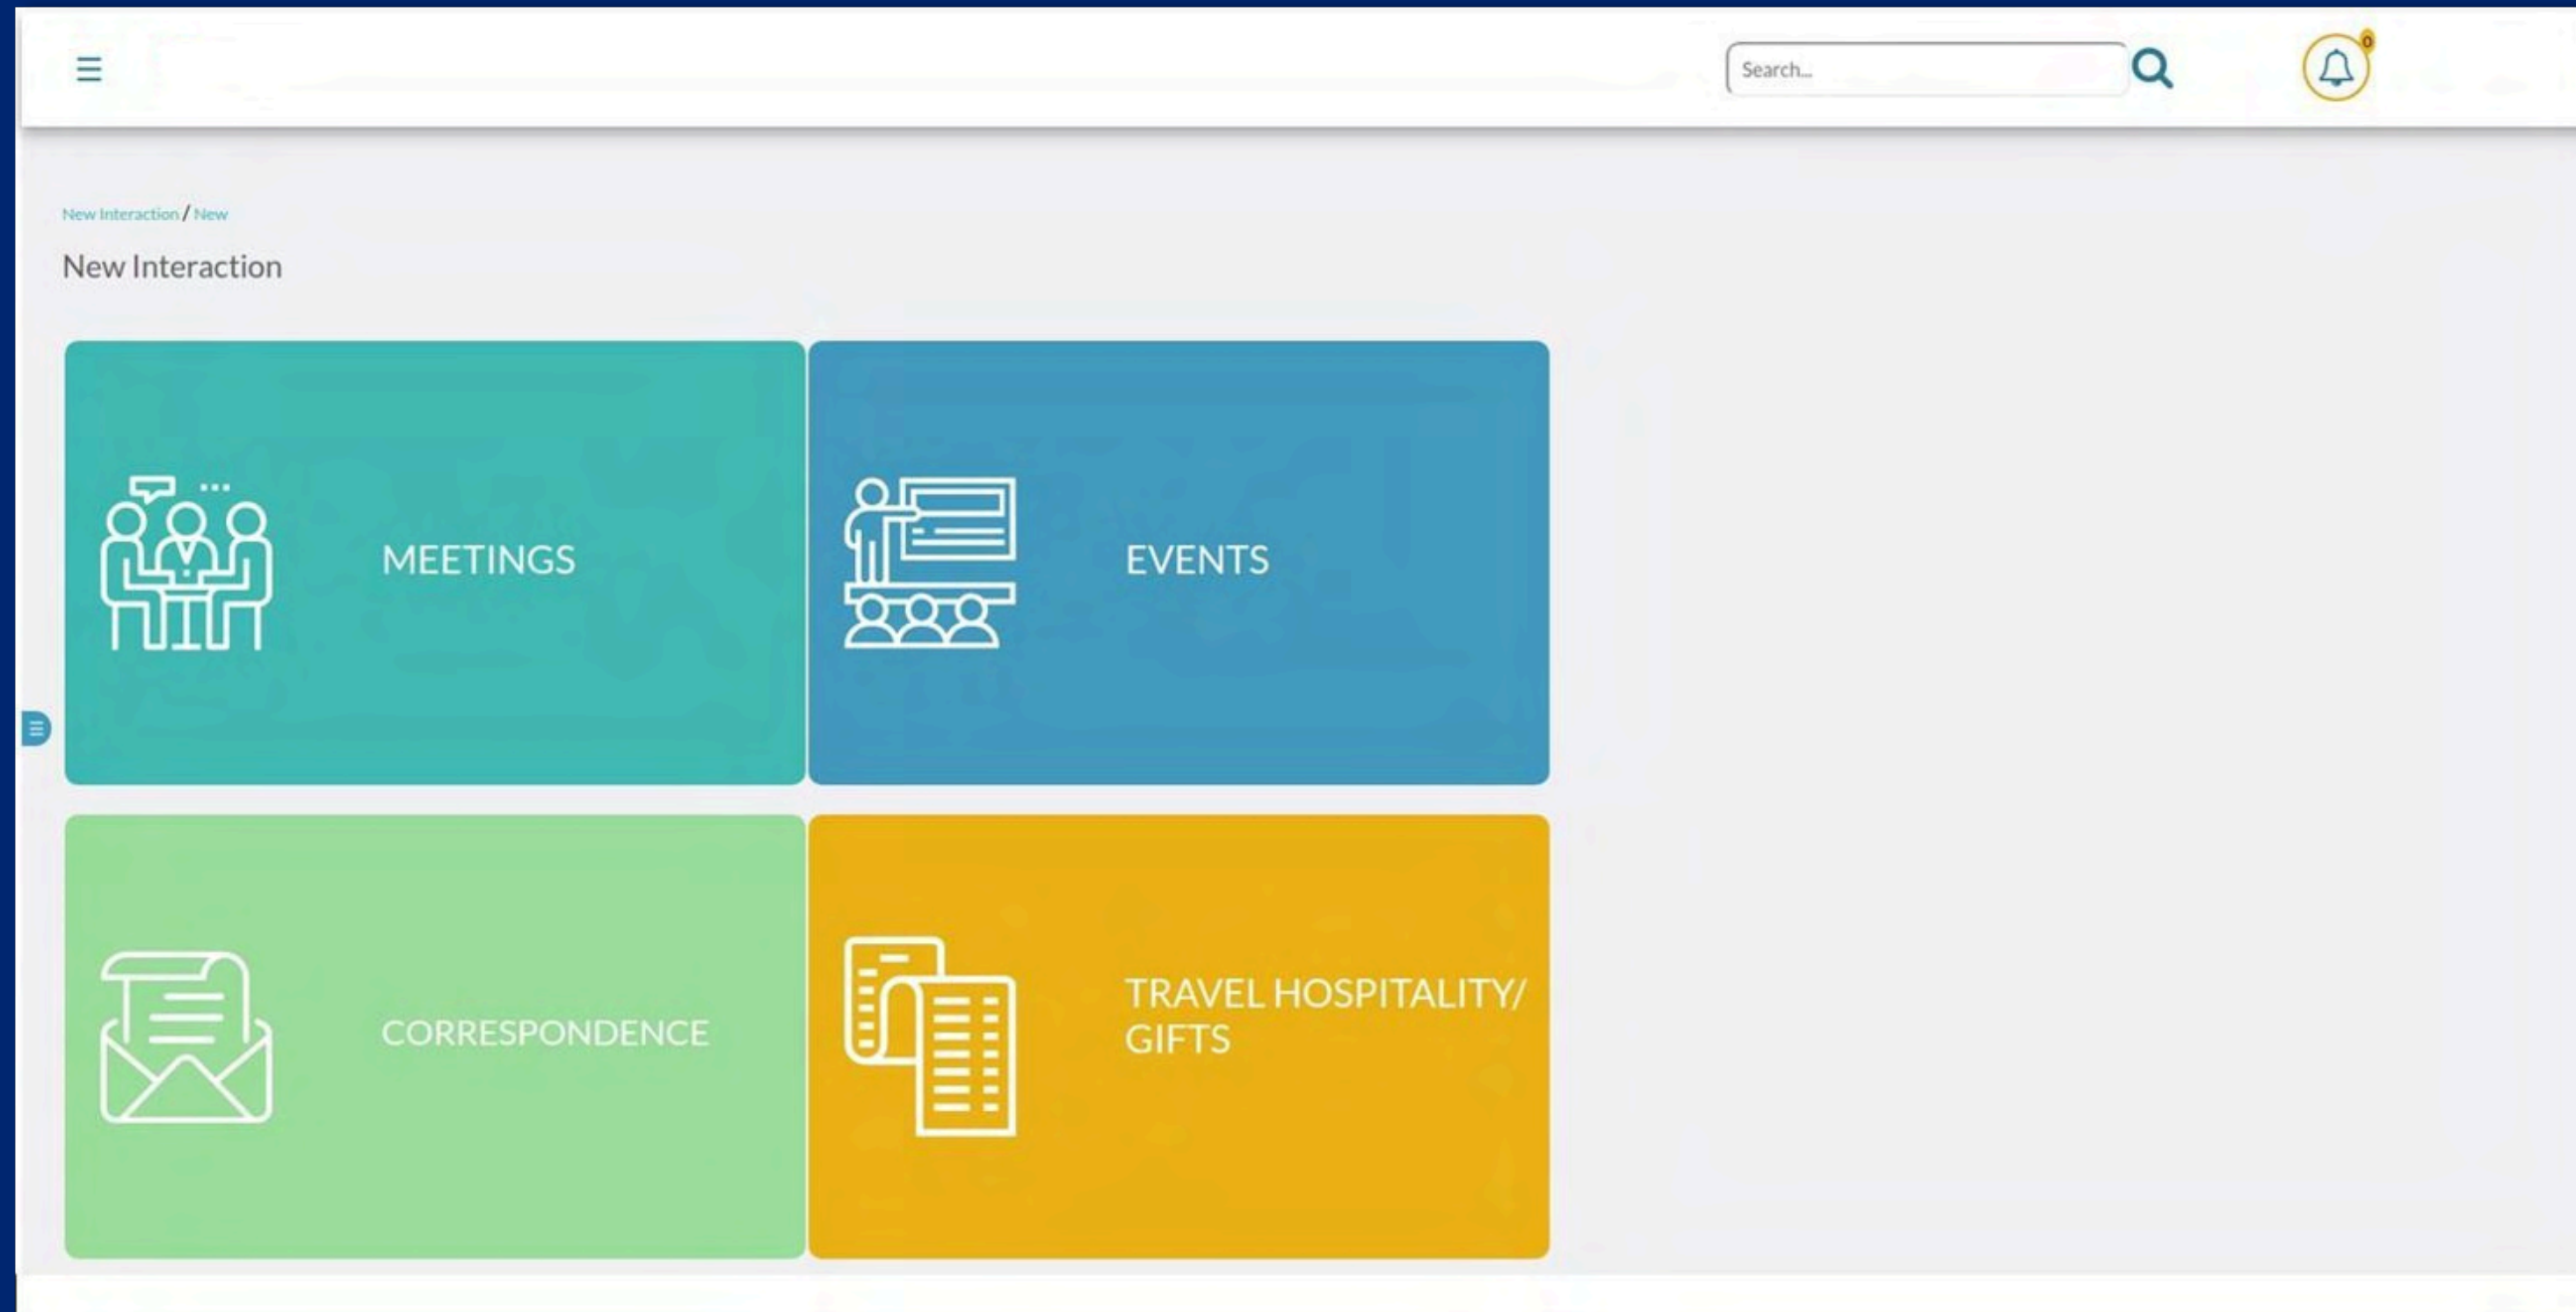 Search...
0
New Interaction / New
New Interaction
MEETINGS
EVENTS
CORRESPONDENCE
TRAVEL HOSPITALITY/
GIFTS